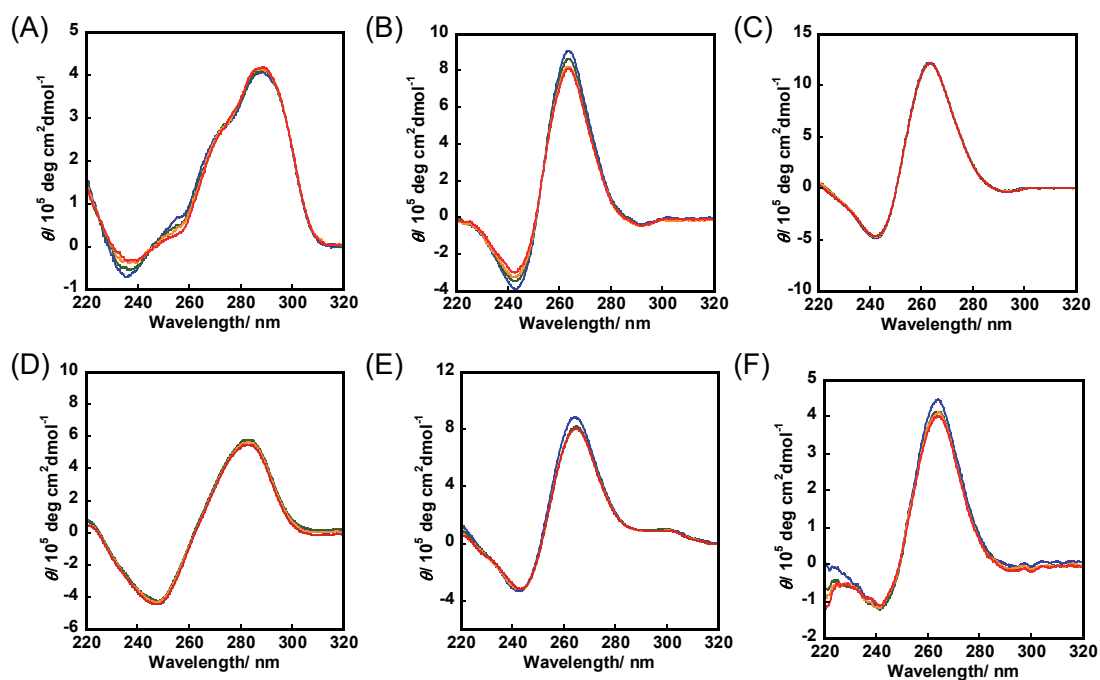 (A)
5
4
3
2
1
0
-1
220 240 260 280 300 320
Wavelength/ nm
θ/ 10⁵ deg cm²dmol⁻¹
(B)
10
8
6
4
2
0
-2
-4
220 240 260 280 300 320
Wavelength/ nm
θ/ 10⁵ deg cm²dmol⁻¹
(C)
15
10
5
0
-5
-10
220 240 260 280 300 320
Wavelength/ nm
θ/ 10⁵ deg cm²dmol⁻¹
(D)
10
8
6
4
2
0
-2
-4
-6
220 240 260 280 300 320
Wavelength/ nm
θ/ 10⁵ deg cm²dmol⁻¹
(E)
12
8
4
0
-4
220 240 260 280 300 320
Wavelength/ nm
θ/ 10⁵ deg cm²dmol⁻¹
(F)
5
4
3
2
1
0
-1
-2
220 240 260 280 300 320
Wavelength/ nm
θ/ 10⁵ deg cm²dmol⁻¹